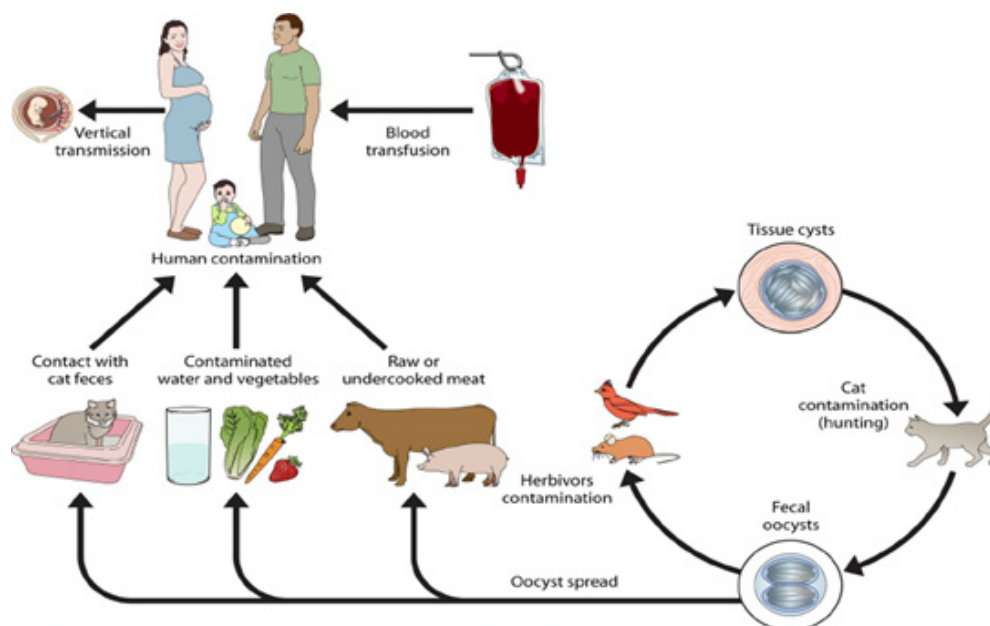 Vertical
transmission
Blood
transfusion
Human contamination
Tissue cysts
Contact with
cat feces
Contaminated
water and vegetables
Raw or
undercooked meat
Cat
contamination
(hunting)
Herbivors
contamination
Fecal
oocysts
Oocyst spread